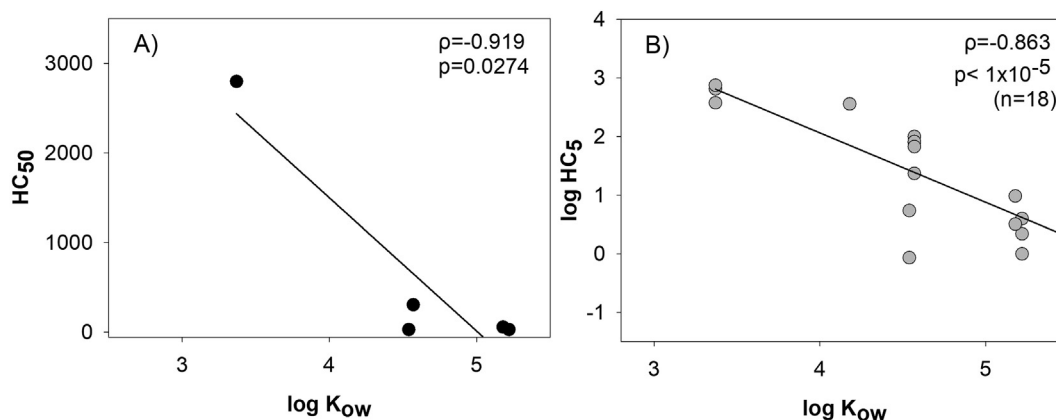 A)
ρ=-0.919
p=0.0274
HC50
3000
2000
1000
0
3
4
5
log Kow
B)
ρ=-0.863
p< 1x10-5
(n=18)
log HC5
4
3
2
1
0
-1
3
4
5
log Kow